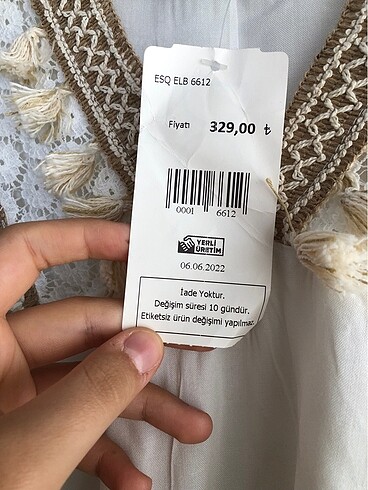 ESQ ELB 6612
Fiyatı 329,00 ₺
0001 6612
YERLİ
ÜRETİM
06.06.2022
İade Yoktur.
Değişim süresi 10 gündür.
Etiketsiz ürün değişimi yapılmaz.